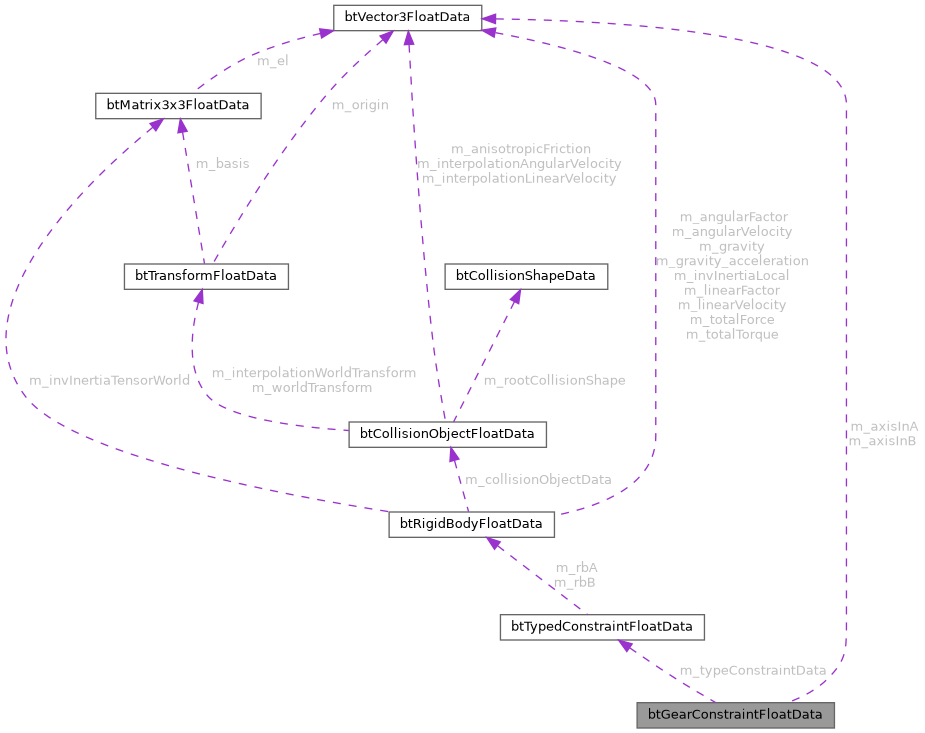 btVector3FloatData
m_el
btMatrix3x3FloatData
m_origin
m_basis
m_anisotropicFriction
m_interpolationAngularVelocity
m_interpolationLinearVelocity
m_angularFactor
m_angularVelocity
m_gravity
m_gravity_acceleration
m_invInertiaLocal
m_linearFactor
m_linearVelocity
m_totalForce
m_totalTorque
btTransformFloatData
btCollisionShapeData
m_invInertiaTensorWorld
m_interpolationWorldTransform
m_worldTransform
m_rootCollisionShape
btCollisionObjectFloatData
m_axisInA
m_axisInB
m_collisionObjectData
btRigidBodyFloatData
m_rbA
m_rbB
btTypedConstraintFloatData
m_typeConstraintData
btGearConstraintFloatData